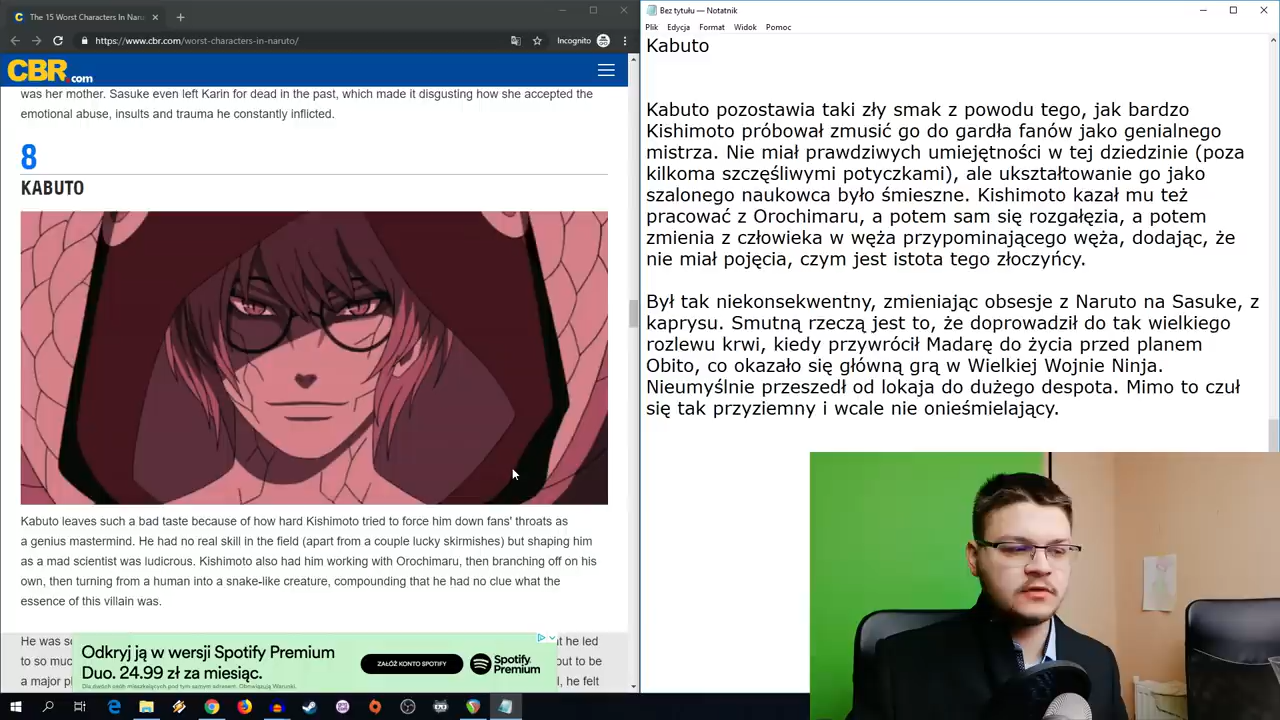 The 15 Worst Characters In Naru
https://www.cbr.com/worst-characters-in-naruto/
Incognito
CBR.com
was her mother. Sasuke even left Karin for dead in the past, which made it disgusting how she accepted the
emotional abuse, insults and trauma he constantly inflicted.
8
KABUTO
Kabuto leaves such a bad taste because of how hard Kishimoto tried to force him down fans' throats as
a genius mastermind. He had no real skill in the field (apart from a couple lucky skirmishes) but shaping him
as a mad scientist was ludicrous. Kishimoto also had him working with Orochimaru, then branching off on his
own, then turning from a human into a snake-like creature, compounding that he had no clue what the
essence of this villain was.
He was so
he led
to so muc
out to be
a major p
, he felt
Odkryj ją w wersji Spotify Premium
Duo. 24.99 zł za miesiąc.
Dla dwóch osób mieszkających pod tym samym adresem. Obowiązują Warunki.
ZAŁÓŻ KONTO SPOTIFY
Spotify Premium
Bez tytułu — Notatnik
Plik Edycja Format Widok Pomoc
Kabuto
Kabuto pozostawia taki zły smak z powodu tego, jak bardzo
Kishimoto próbował zmusić go do gardła fanów jako genialnego
mistrza. Nie miał prawdziwych umiejętności w tej dziedzinie (poza
kilkoma szczęśliwymi potyczkami), ale ukształtowanie go jako
szalonego naukowca było śmieszne. Kishimoto kazał mu też
pracować z Orochimaru, a potem sam się rozgałęzia, a potem
zmienia z człowieka w węża przypominającego węża, dodając, że
nie miał pojęcia, czym jest istota tego złoczyńcy.
Był tak niekonsekwentny, zmieniając obsesje z Naruto na Sasuke, z
kaprysu. Smutną rzeczą jest to, że doprowadził do tak wielkiego
rozlewu krwi, kiedy przywrócił Madarę do życia przed planem
Obito, co okazało się główną grą w Wielkiej Wojnie Ninja.
Nieumyślnie przeszedł od lokaja do dużego despota. Mimo to czuł
się tak przyziemny i wcale nie onieśmielający.